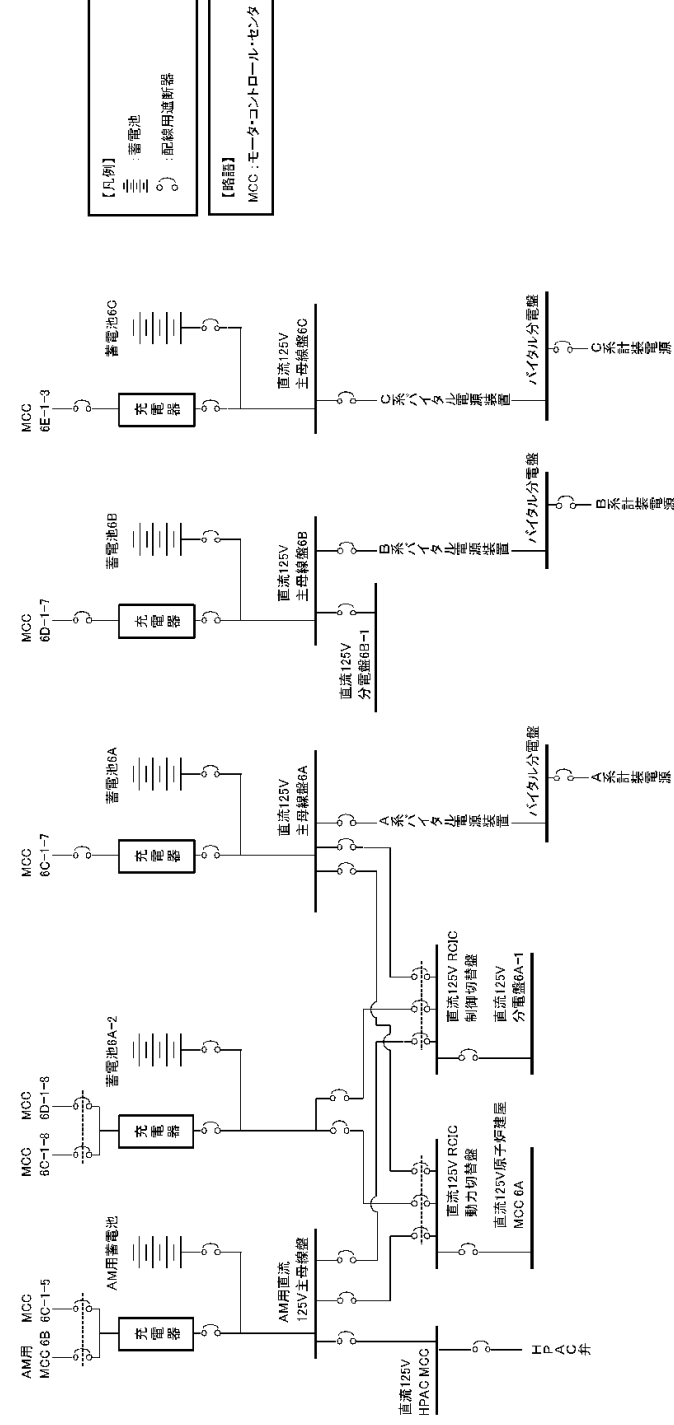 AM用
MCC 6B
MCC
6C-1-5
充電器
AM用蓄電池
AM用直流
125V主母線盤
直流125V
HPAC MCC
HPAC弁
MCC
6C-1-8
MCC
6D-1-8
充電器
蓄電池6A-2
直流125V RCIC
動力切替盤
直流125V原子炉建屋
MCC 6A
直流125V RCIC
制御切替盤
直流125V
分電盤6A-1
MCC
6C-1-7
充電器
蓄電池6A
直流125V
主母線盤6A
A系バイタル電源装置
バイタル分電盤
A系計装電源
MCC
6D-1-7
充電器
蓄電池6B
直流125V
主母線盤6B
直流125V
分電盤6B-1
B系バイタル電源装置
バイタル分電盤
B系計装電源
MCC
6E-1-3
充電器
蓄電池6C
直流125V
主母線盤6C
C系バイタル電源装置
バイタル分電盤
C系計装電源
【凡例】
:蓄電池
:配線用遮断器
【略語】
MCC:モータ・コントロール・センタ